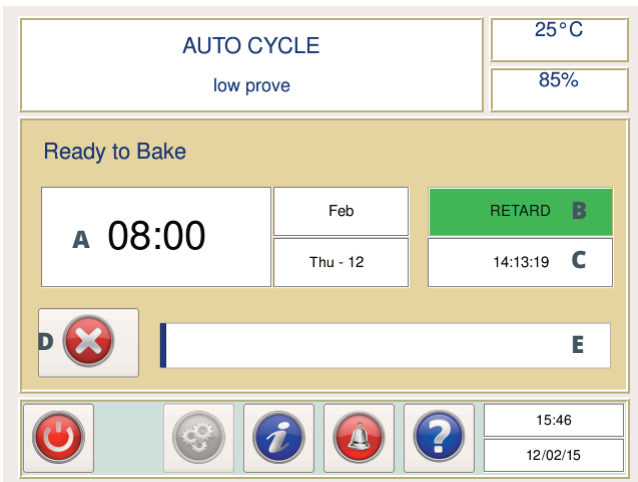 AUTO CYCLE
low prove
25°C
85%
Ready to Bake
A 08:00
Feb
Thu - 12
RETARD B
14:13:19 C
D
E
15:46
12/02/15